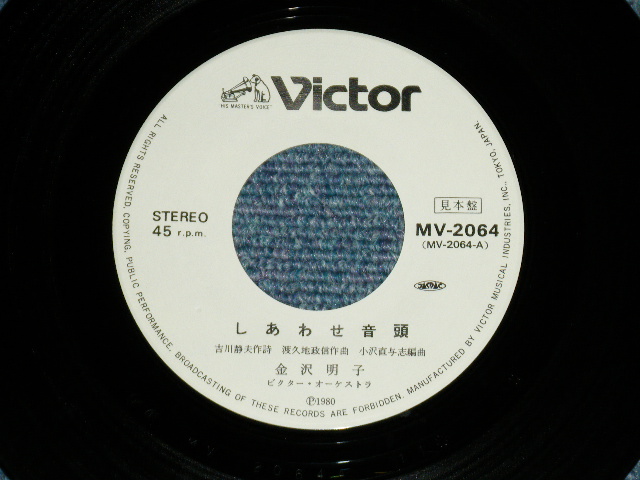 Victor
"HIS MASTER'S VOICE"
STEREO
45 r.p.m.
見本盤
MV-2064
(MV-2064-A)
JASRAC
しあわせ音頭
吉川静夫作詩 渡久地政信作曲 小沢直与志編曲
金沢明子
ビクター・オーケストラ
Ⓟ1980
ALL RIGHTS RESERVED. COPYING, PUBLIC PERFORMANCE, BROADCASTING OF THESE RECORDS ARE FORBIDDEN. MANUFACTURED BY VICTOR MUSICAL INDUSTRIES, INC., TOKYO, JAPAN.